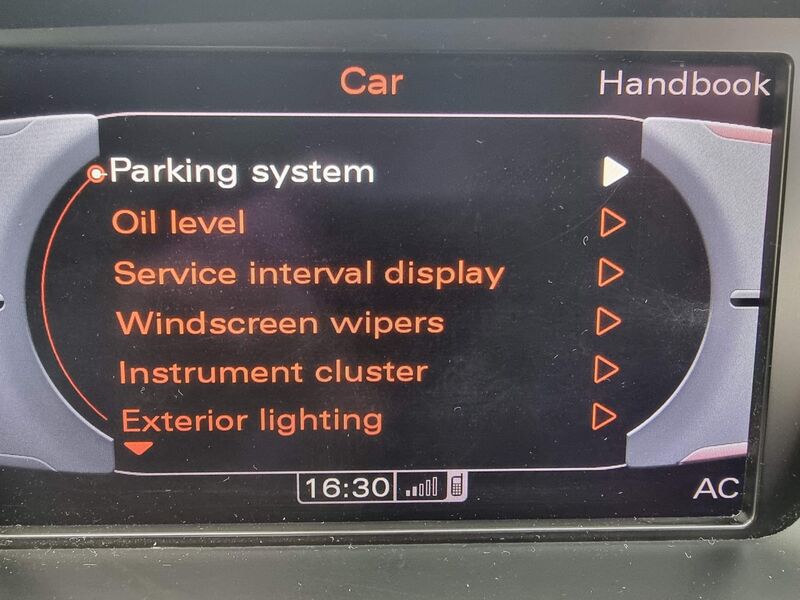 Car
Handbook
Parking system
Oil level
Service interval display
Windscreen wipers
Instrument cluster
Exterior lighting
16:30
AC